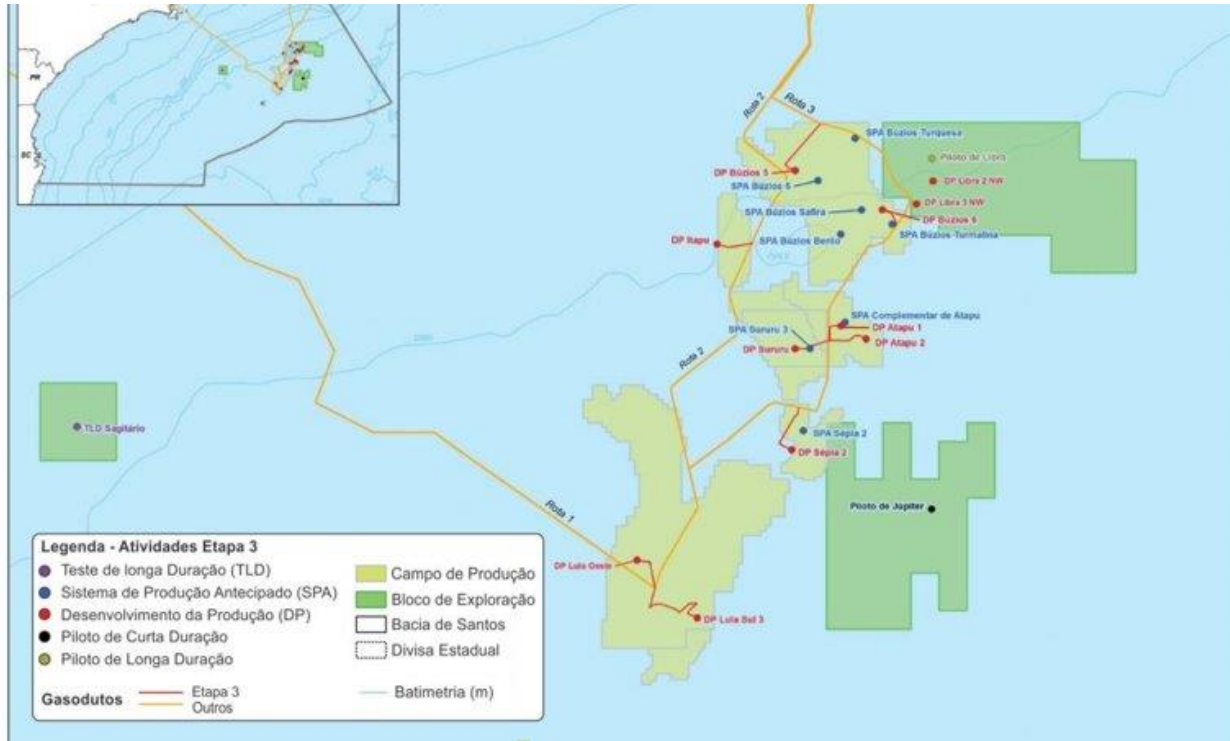 PR
SC
Rota 2
Rota 3
SPA Búzios Turquesa
Piloto de Libra
DP Búzios 5
DP Libra 2 NW
SPA Búzios 5
DP Libra 3 NW
SPA Búzios Safira
DP Búzios 6
DP Itapu
SPA Búzios Bento
SPA Búzios Turmalina
SPA Complementar de Atapu
SPA Sururu 3
DP Atapu 1
DP Atapu 2
DP Sururu
Rota 2
TLD Sagitário
SPA Sépia 2
DP Sépia 2
Piloto de Júpiter
Rota 1
DP Lula Oeste
DP Lula Sul 3
Legenda - Atividades Etapa 3
Teste de longa Duração (TLD)
Sistema de Produção Antecipado (SPA)
Desenvolvimento da Produção (DP)
Piloto de Curta Duração
Piloto de Longa Duração
Campo de Produção
Bloco de Exploração
Bacia de Santos
Divisa Estadual
Gasodutos
Etapa 3
Outros
Batimetria (m)